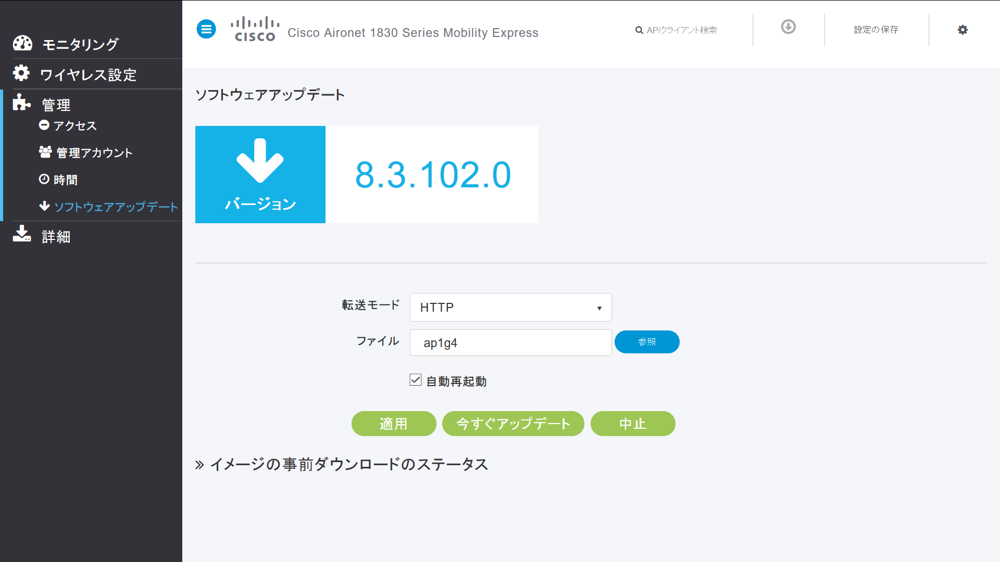 モニタリング
ワイヤレス設定
管理
アクセス
管理アカウント
時間
ソフトウェアアップデート
詳細
CISCO Cisco Aironet 1830 Series Mobility Express
AP/クライアント検索
設定の保存
ソフトウェアアップデート
バージョン
8.3.102.0
転送モード HTTP
ファイル ap1g4 参照
自動再起動
適用 今すぐアップデート 中止
» イメージの事前ダウンロードのステータス